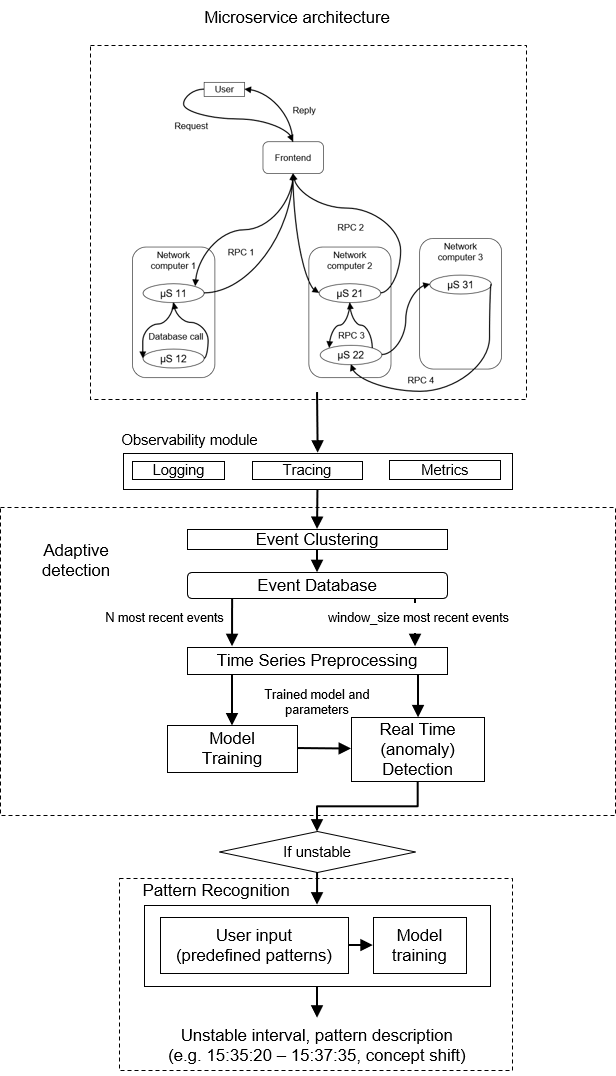 Microservice architecture
User
Reply
Request
Frontend
RPC 1
RPC 2
Network
computer 1
Network
computer 2
Network
computer 3
µS 11
µS 21
µS 31
Database call
RPC 3
µS 12
µS 22
RPC 4
Observability module
Logging
Tracing
Metrics
Adaptive
detection
Event Clustering
Event Database
N most recent events
window_size most recent events
Time Series Preprocessing
Trained model and
parameters
Model
Training
Real Time
(anomaly)
Detection
If unstable
Pattern Recognition
User input
(predefined patterns)
Model
training
Unstable interval, pattern description
(e.g. 15:35:20 – 15:37:35, concept shift)